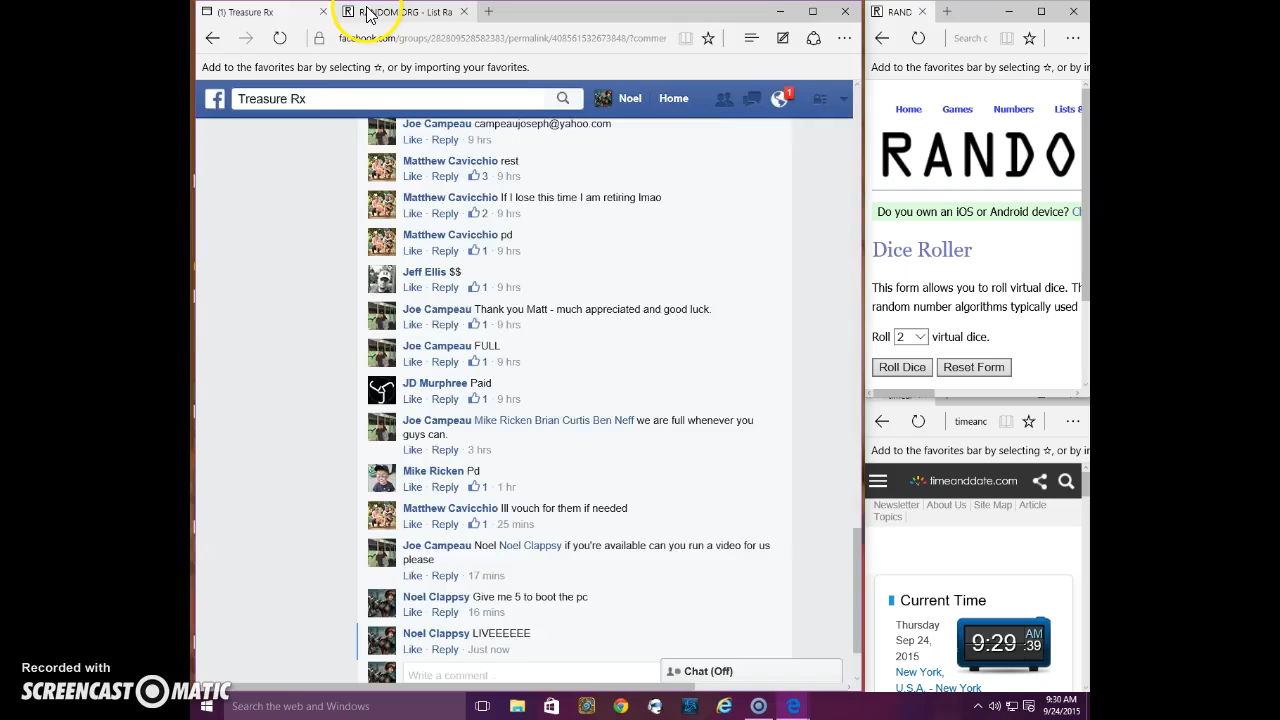 (1) Treasure Rx
RANDOM.ORG - List Ra
RAND
facebook.com/groups/282809528582383/permalink/408561532673848/?commer
Search c
Add to the favorites bar by selecting ☆, or by importing your favorites.
Add to the favorites bar by selecting ☆, or by im
Treasure Rx
Noel
Home
1
Joe Campeau campeaujoseph@yahoo.com
Like · Reply · 9 hrs
Matthew Cavicchio rest
Like · Reply · 3 · 9 hrs
Matthew Cavicchio If I lose this time I am retiring lmao
Like · Reply · 2 · 9 hrs
Matthew Cavicchio pd
Like · Reply · 1 · 9 hrs
Jeff Ellis $$
Like · Reply · 1 · 9 hrs
Joe Campeau Thank you Matt - much appreciated and good luck.
Like · Reply · 1 · 9 hrs
Joe Campeau FULL
Like · Reply · 1 · 9 hrs
JD Murphree Paid
Like · Reply · 1 · 9 hrs
Joe Campeau Mike Ricken Brian Curtis Ben Neff we are full whenever you
guys can.
Like · Reply · 3 hrs
Mike Ricken Pd
Like · Reply · 1 · 1 hr
Matthew Cavicchio Ill vouch for them if needed
Like · Reply · 1 · 25 mins
Joe Campeau Noel Noel Clappsy if you're available can you run a video for us
please
Like · Reply · 17 mins
Noel Clappsy Give me 5 to boot the pc
Like · Reply · 16 mins
Noel Clappsy LIVEEEEEE
Like · Reply · Just now
Write a comment...
Chat (Off)
Home Games Numbers Lists &
RANDO
Do you own an iOS or Android device? C
Dice Roller
This form allows you to roll virtual dice. Th
random number algorithms typically used
Roll 2 virtual dice.
Roll Dice Reset Form
timeanc
Add to the favorites bar by selecting ☆, or by im
timeanddate.com
Newsletter | About Us | Site Map | Article
Topics |
Current Time
Thursday
Sep 24,
2015
New York,
U.S.A. - New York
9:29 AM :39
Recorded with
SCREENCAST-O-MATIC
Search the web and Windows
9:30 AM
9/24/2015